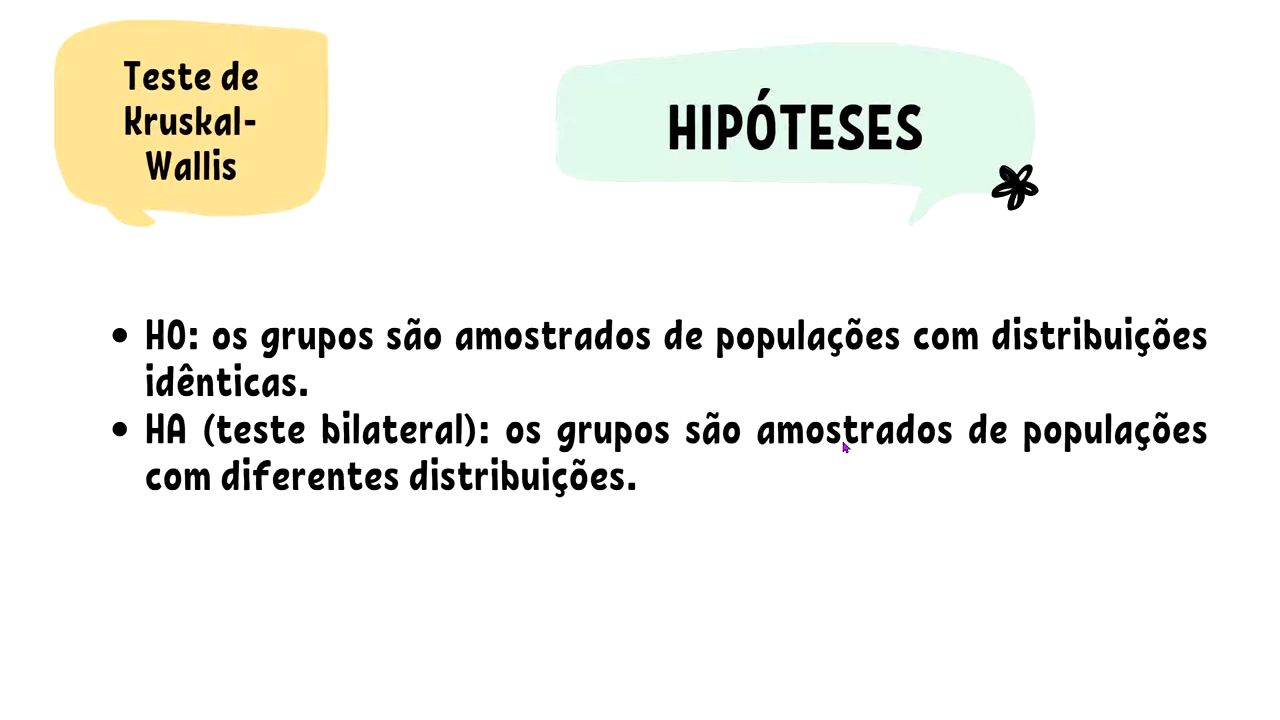 Teste de
Kruskal-
Wallis
HIPÓTESES
• H0: os grupos são amostrados de populações com distribuições
idênticas.
• HA (teste bilateral): os grupos são amostrados de populações
com diferentes distribuições.